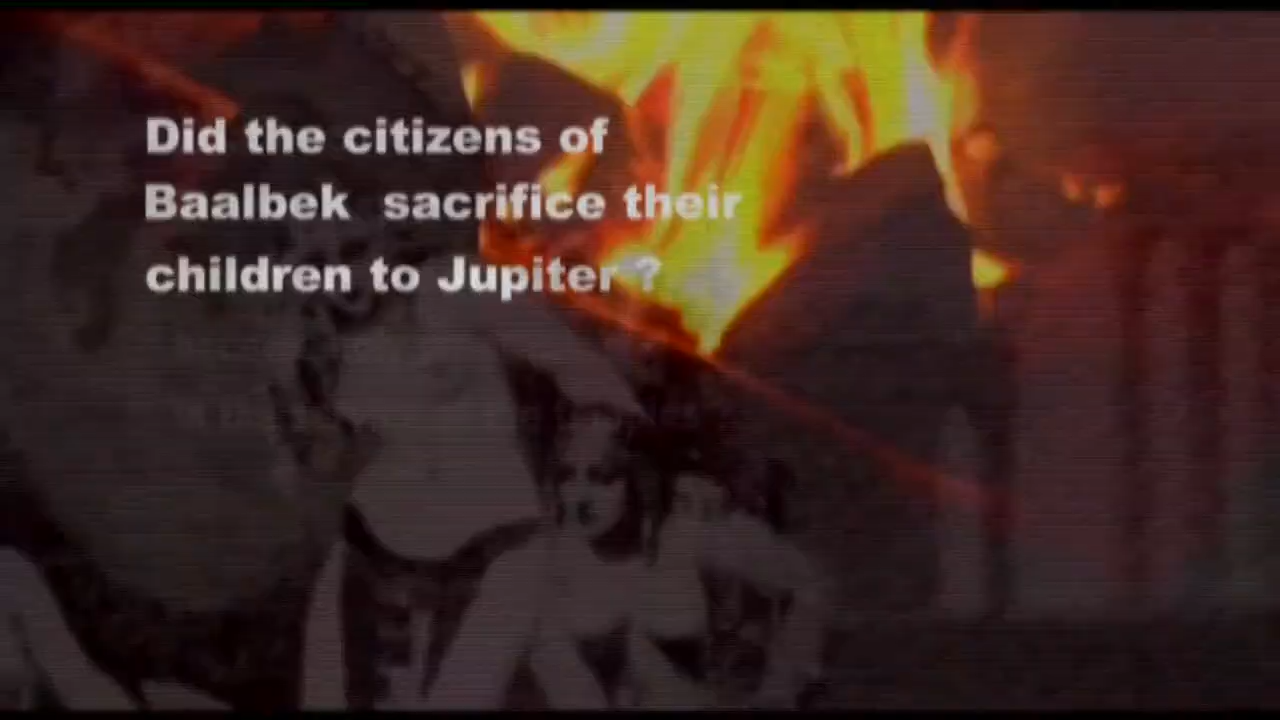 Did the citizens of
Baalbek  sacrifice their
children to Jupiter ?